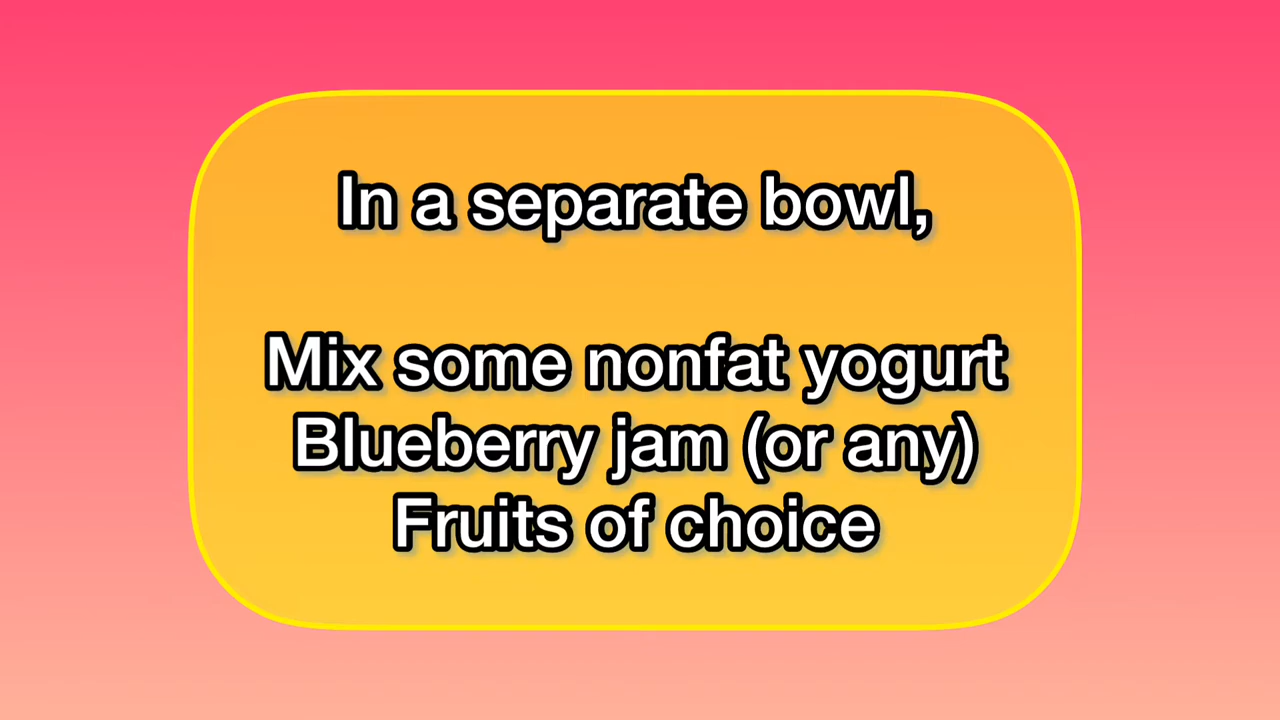 In a separate bowl,
Mix some nonfat yogurt
Blueberry jam (or any)
Fruits of choice